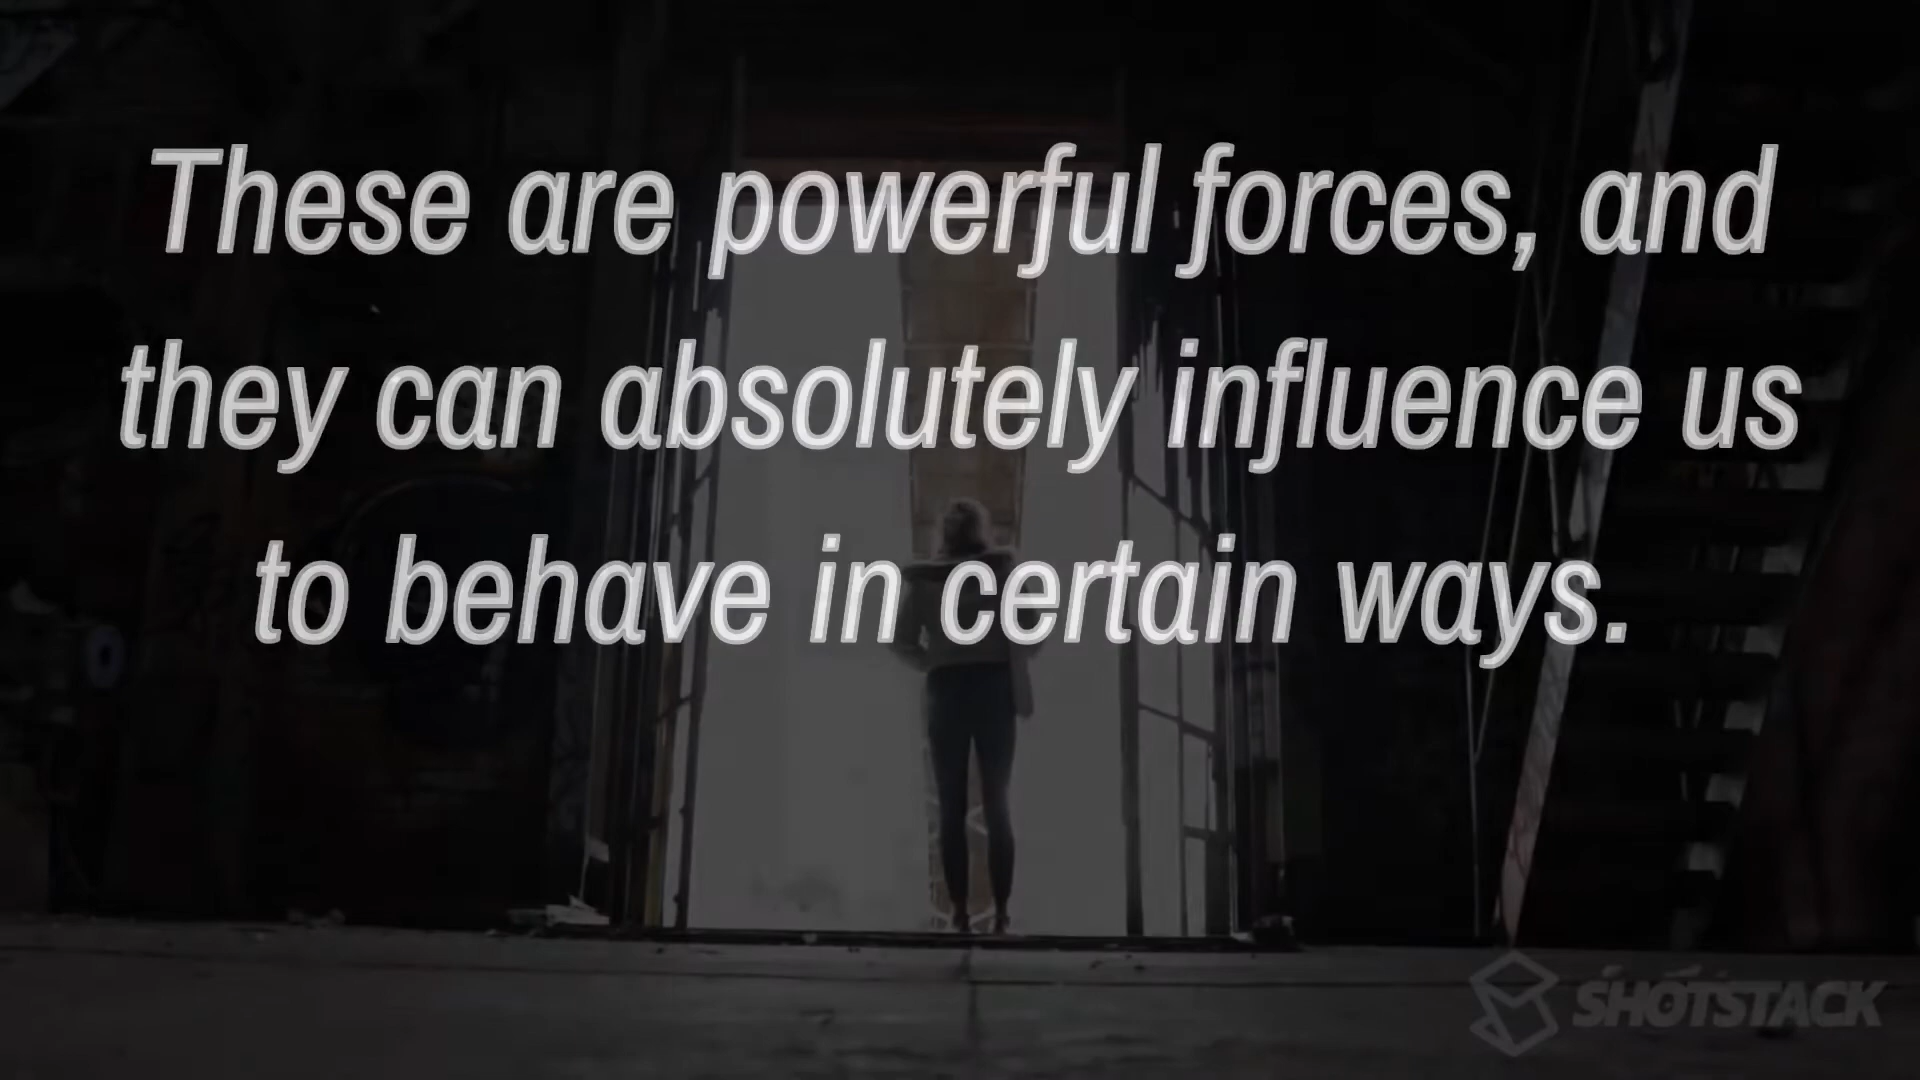 These are powerful forces, and
they can absolutely influence us
to behave in certain ways.
SHOTSTACK